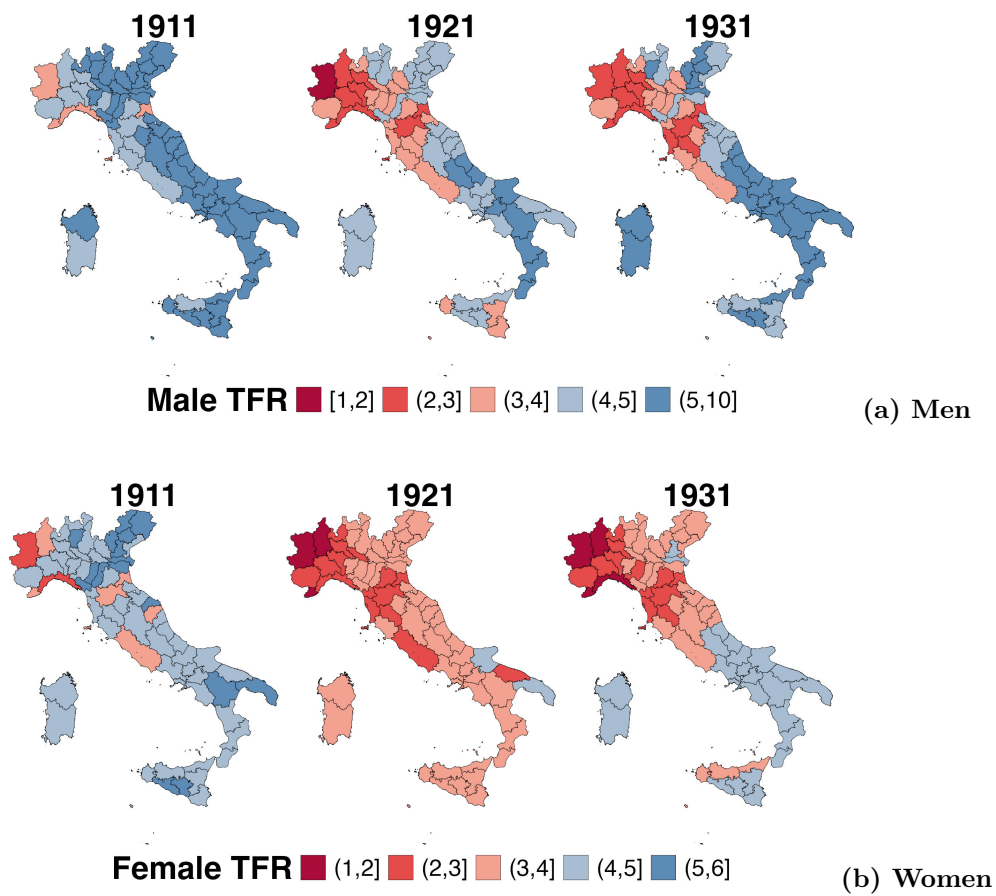 1911 1921 1931
Male TFR [1,2] (2,3] (3,4] (4,5] (5,10]
(a) Men
1911 1921 1931
Female TFR (1,2] (2,3] (3,4] (4,5] (5,6]
(b) Women